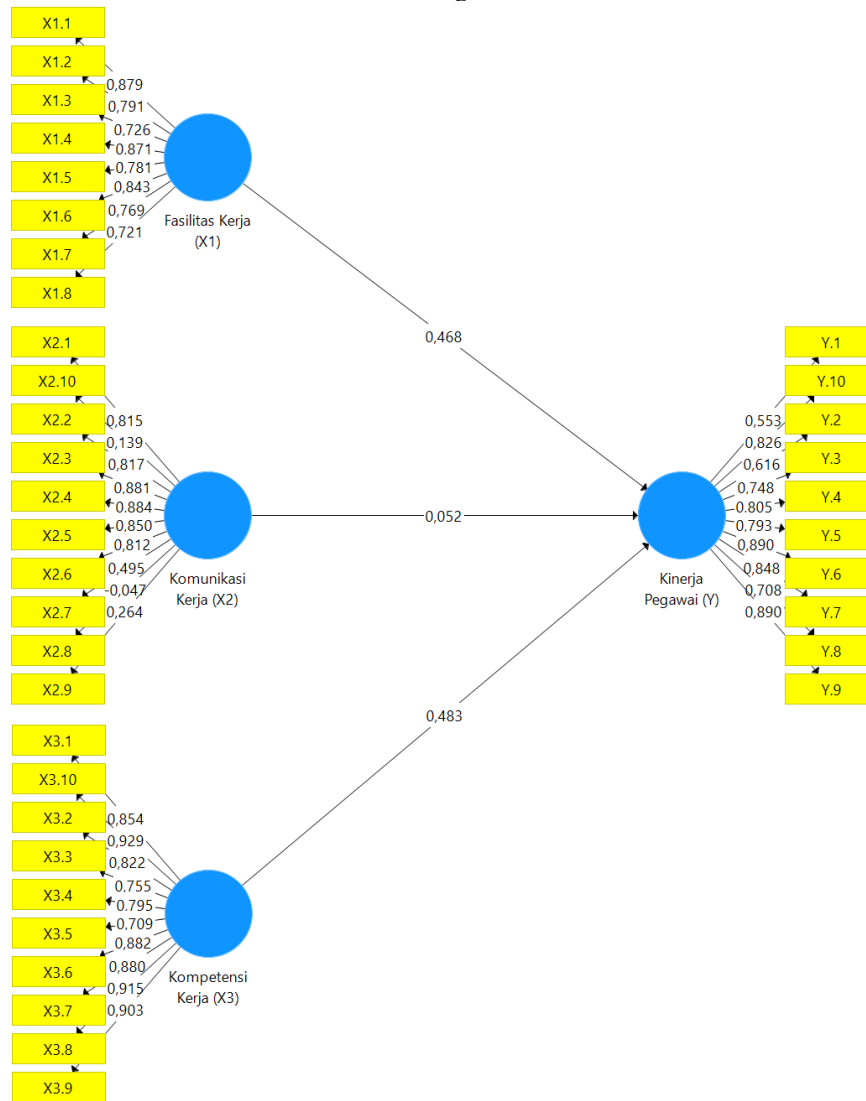 X1.1
X1.2
X1.3
X1.4
X1.5
X1.6
X1.7
X1.8
0,879
0,791
0,726
0,871
0,781
0,843
0,769
0,721
Fasilitas Kerja
(X1)
0,468
X2.1
X2.10
X2.2
X2.3
X2.4
X2.5
X2.6
X2.7
X2.8
X2.9
0,815
0,139
0,817
0,881
0,884
0,850
0,812
0,495
-0,047
0,264
Komunikasi
Kerja (X2)
0,052
Kinerja
Pegawai (Y)
0,553
0,826
0,616
0,748
0,805
0,793
0,890
0,848
0,708
0,890
Y.1
Y.10
Y.2
Y.3
Y.4
Y.5
Y.6
Y.7
Y.8
Y.9
0,483
X3.1
X3.10
X3.2
X3.3
X3.4
X3.5
X3.6
X3.7
X3.8
X3.9
0,854
0,929
0,822
0,755
0,795
0,709
0,882
0,880
0,915
0,903
Kompetensi
Kerja (X3)